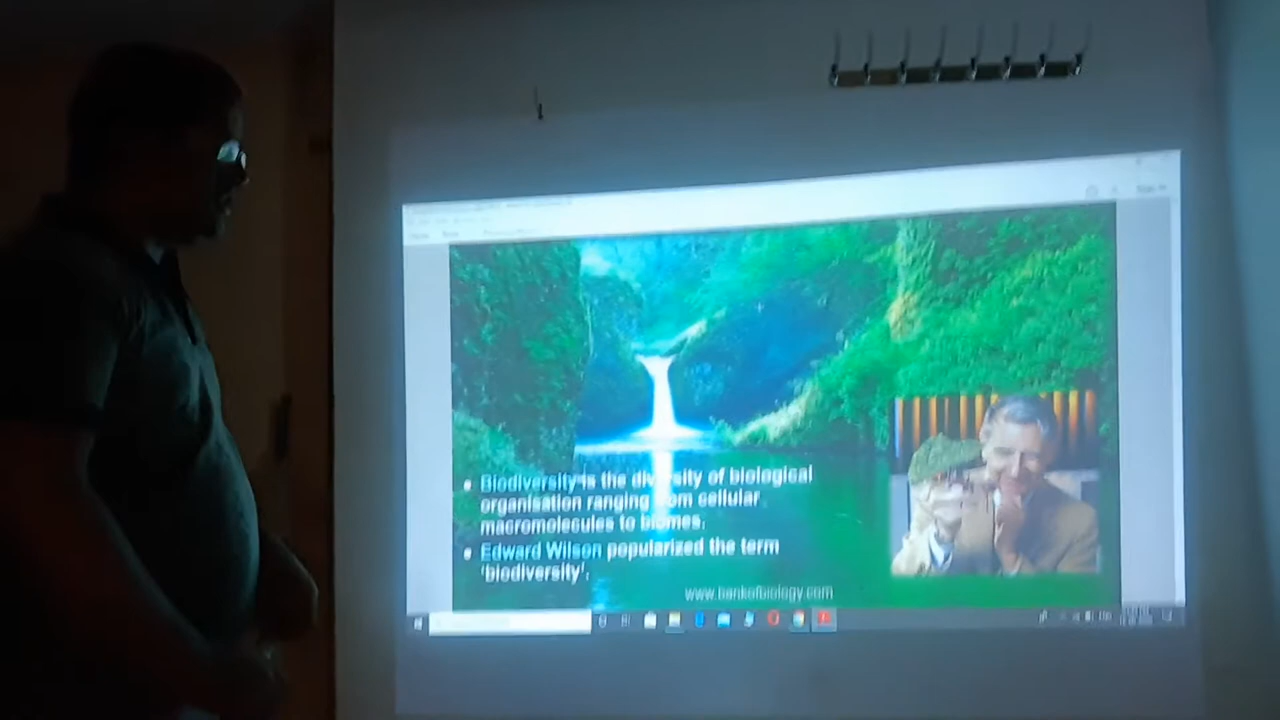 Biodiversity is the diversity of biological
organisation ranging from cellular
macromolecules to biomes.
Edward Wilson popularized the term
'biodiversity'.
www.bankofbiology.com